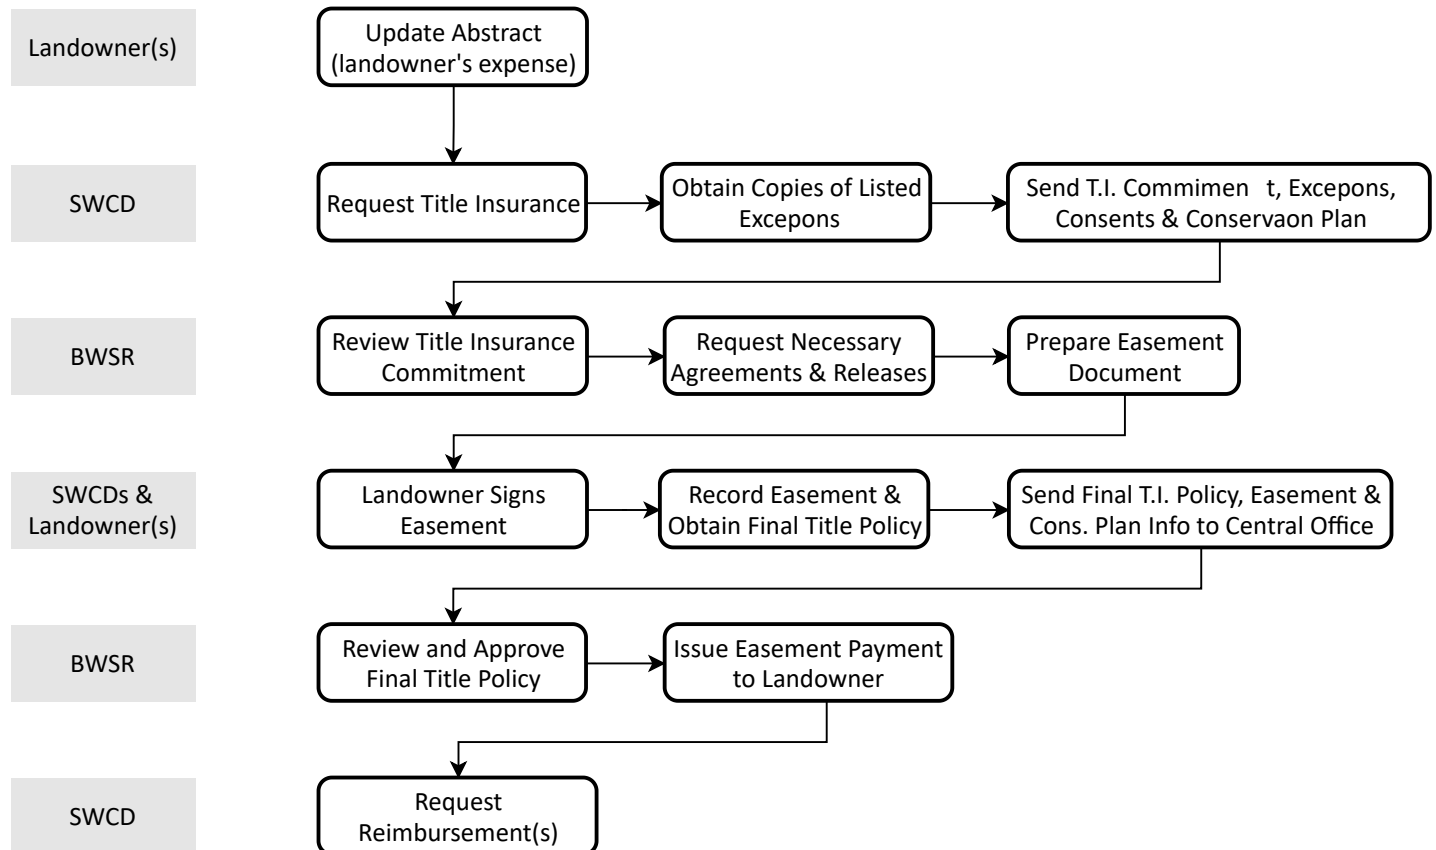 Landowner(s)
Update Abstract
(landowner's expense)
SWCD
Request Title Insurance
Obtain Copies of Listed
Excepons
Send T.I. Commimen t, Excepons,
Consents & Conservaon Plan
BWSR
Review Title Insurance
Commitment
Request Necessary
Agreements & Releases
Prepare Easement
Document
SWCDs &
Landowner(s)
Landowner Signs
Easement
Record Easement &
Obtain Final Title Policy
Send Final T.I. Policy, Easement &
Cons. Plan Info to Central Office
BWSR
Review and Approve
Final Title Policy
Issue Easement Payment
to Landowner
SWCD
Request
Reimbursement(s)